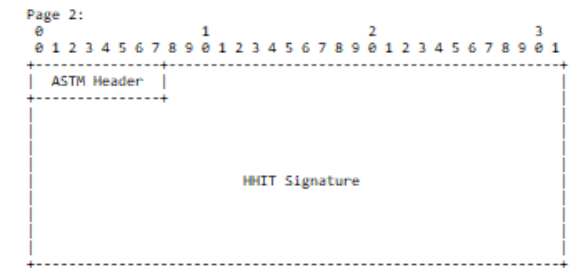 Page 2:
0                   1                   2                   3
0 1 2 3 4 5 6 7 8 9 0 1 2 3 4 5 6 7 8 9 0 1 2 3 4 5 6 7 8 9 0 1
ASTM Header
HHIT Signature